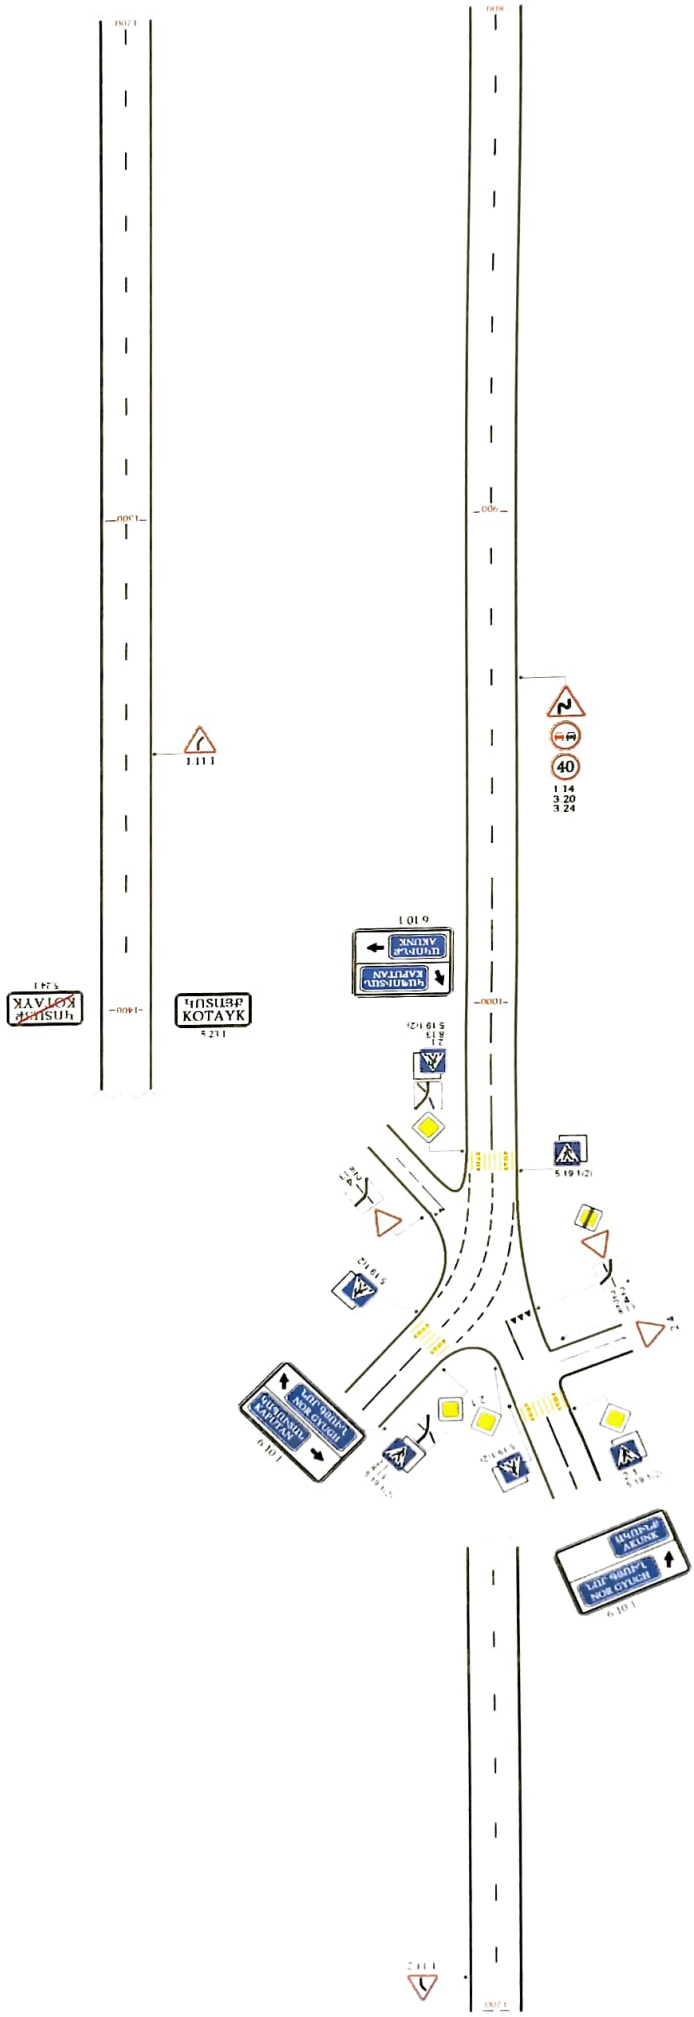 1200
800
1300
900
1.11.1
40
1.14
3.20
3.24
6.10.1
ԱԿՈՒՆՔ
AKUNK
ԿԱՊՈՒՏԱՆ
KAPUTAN
5.24.1
ԿՈՏԱՅՔ
KOTAYK
1400
ԿՈՏԱՅՔ
KOTAYK
5.23.1
1000
2.1
8.13
5.19.1(2)
5.19.1(2)
5.19.1(2)
2.4
ՆՈՐ ԳՅՈՒՂ
NOR GYUGH
ԿԱՊՈՒՏԱՆ
KAPUTAN
6.10.1
2.1
5.19.1(2)
2.1
5.19.1(2)
ԱԿՈՒՆՔ
AKUNK
ՆՈՐ ԳՅՈՒՂ
NOR GYUGH
6.10.1
1.11.2
1200